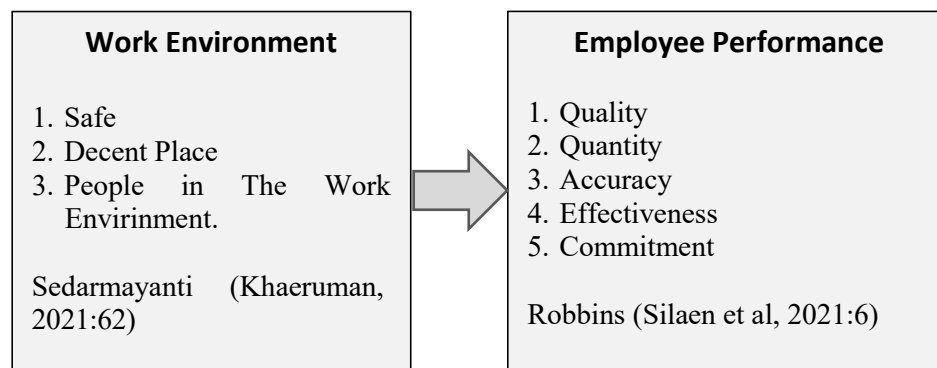 Work Environment
1. Safe
2. Decent Place
3. People in The Work
Envirinment.
Sedarmayanti (Khaeruman,
2021:62)
Employee Performance
1. Quality
2. Quantity
3. Accuracy
4. Effectiveness
5. Commitment
Robbins (Silaen et al, 2021:6)